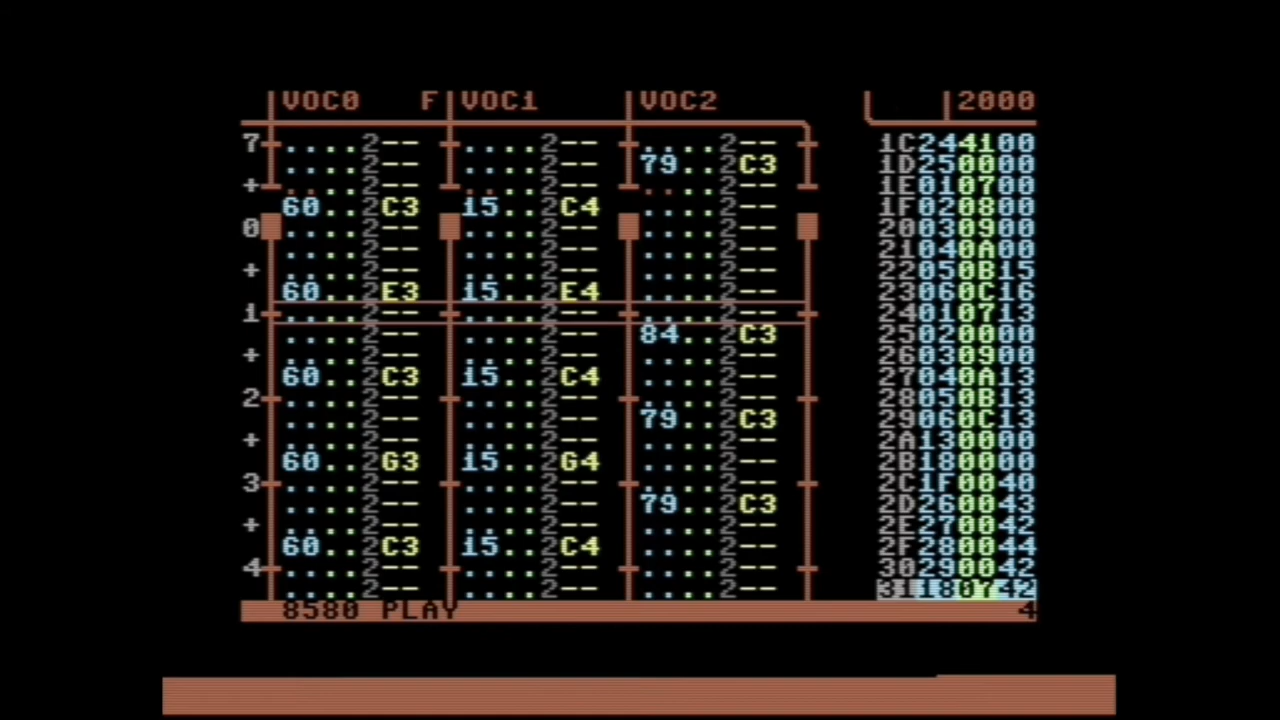 VOC0 F VOC1 VOC2 2000
7 ....2-- ....2-- ....2-- 1C244100
....2-- ....2-- 79..2C3 1D250000
+ ....2-- ....2-- ....2-- 1E010700
60..2C3 15..2C4 ....2-- 1F020800
0 ....2-- ....2-- ....2-- 20030900
....2-- ....2-- ....2-- 21040A00
+ ....2-- ....2-- ....2-- 22050B15
60..2E3 15..2E4 ....2-- 23060C16
1 ....2-- ....2-- ....2-- 24010713
....2-- ....2-- 84..2C3 25020000
+ ....2-- ....2-- ....2-- 26030900
60..2C3 15..2C4 ....2-- 27040A13
2 ....2-- ....2-- ....2-- 28050B13
....2-- ....2-- 79..2C3 29060C13
+ ....2-- ....2-- ....2-- 2A130000
60..2G3 15..2G4 ....2-- 2B180000
3 ....2-- ....2-- ....2-- 2C1F0040
....2-- ....2-- 79..2C3 2D260043
+ ....2-- ....2-- ....2-- 2E270042
60..2C3 15..2C4 ....2-- 2F280044
4 ....2-- ....2-- ....2-- 30290042
....2-- ....2-- ....2-- 31180742
8580 PLAY 4